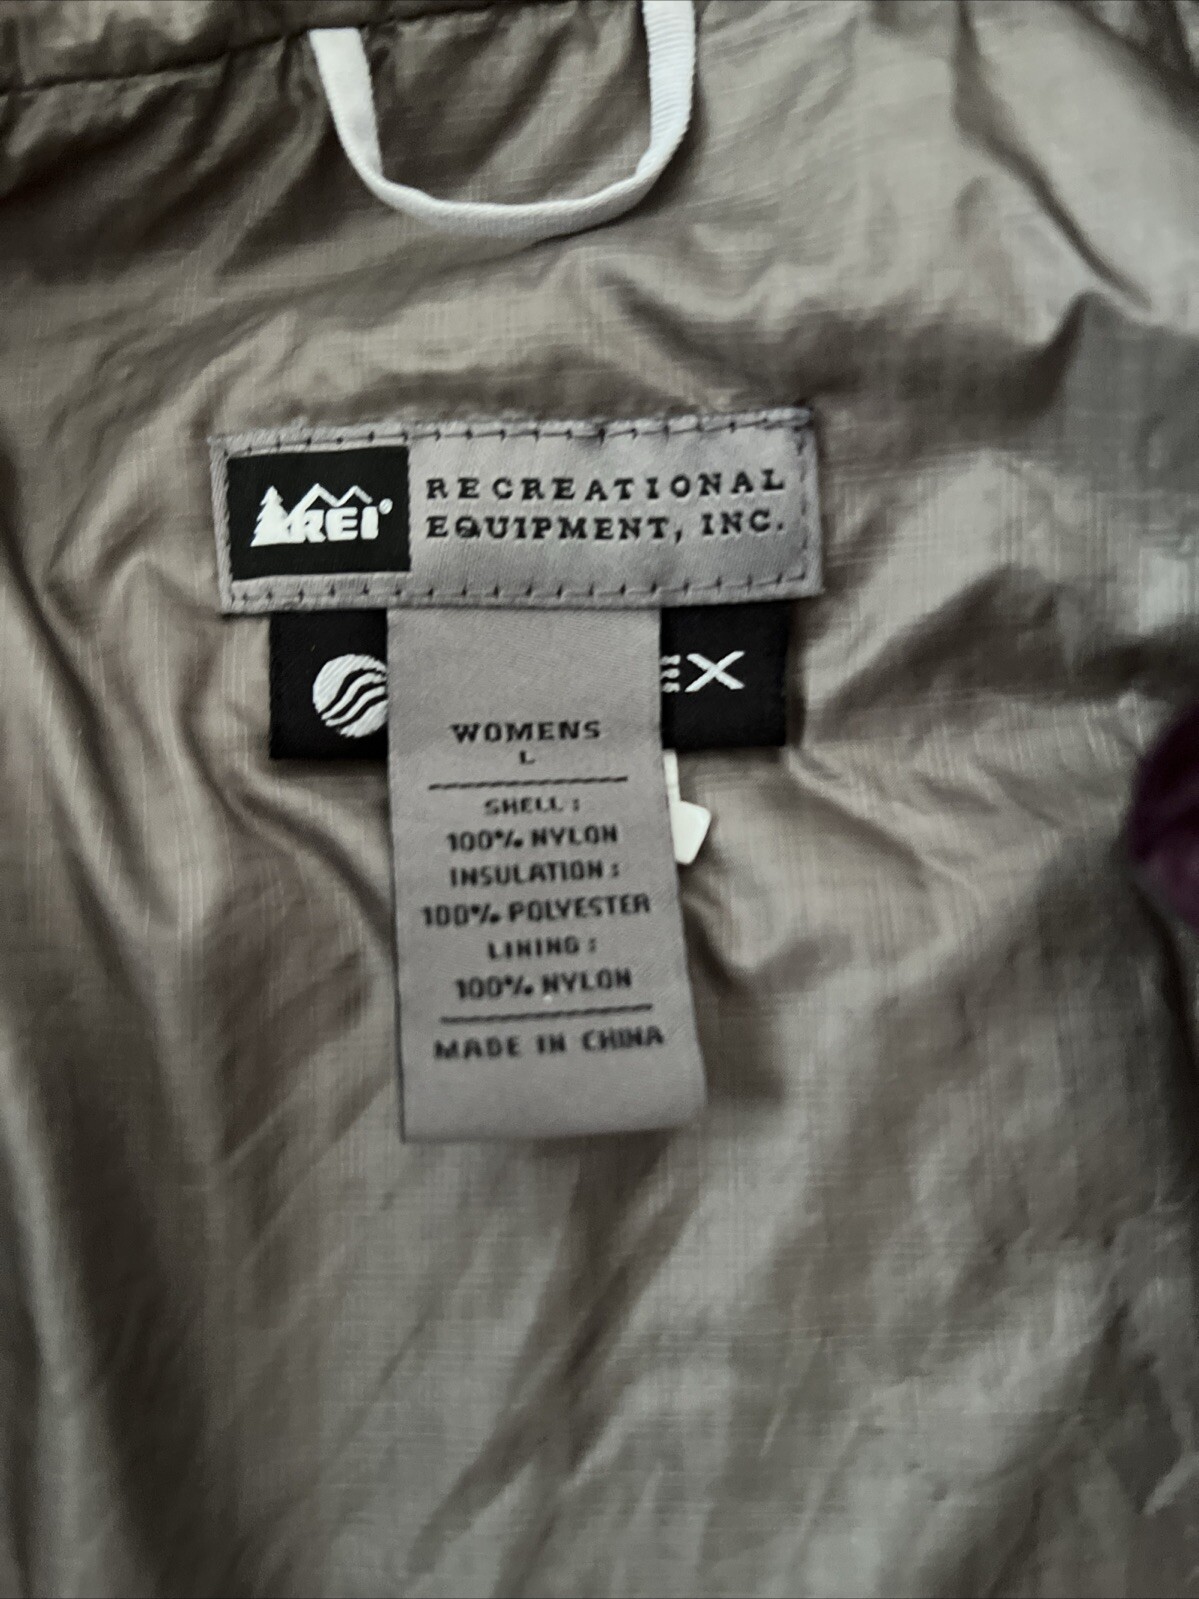 REI®
RECREATIONAL
EQUIPMENT, INC.
EX
WOMENS
L
SHELL:
100% NYLON
INSULATION:
100% POLYESTER
LINING:
100% NYLON
MADE IN CHINA